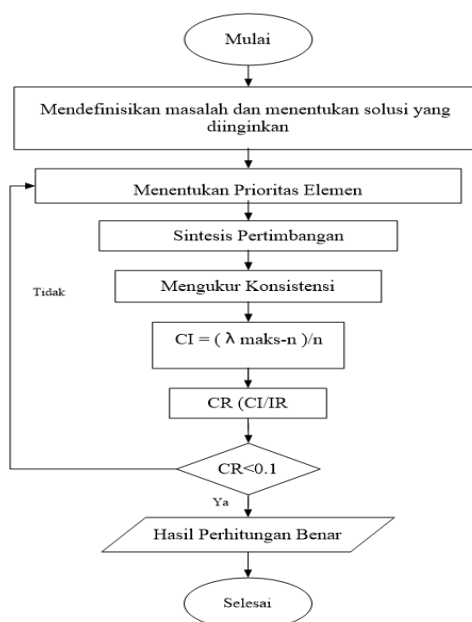 Mulai
Mendefinisikan masalah dan menentukan solusi yang
diinginkan
Menentukan Prioritas Elemen
Sintesis Pertimbangan
Tidak
Mengukur Konsistensi
CI = ( λ maks-n )/n
CR (CI/IR
CR<0.1
Ya
Hasil Perhitungan Benar
Selesai